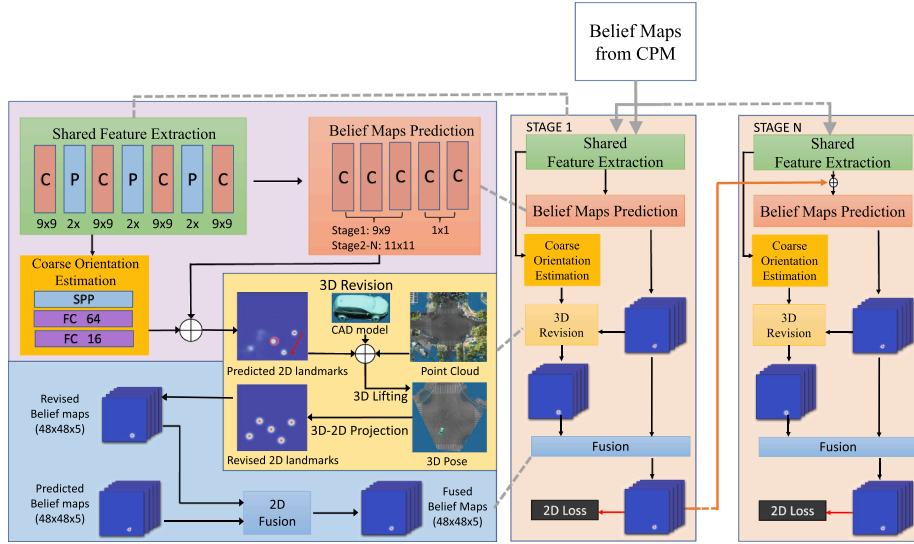 Belief Maps
from CPM
Shared Feature Extraction
C P C P C P C
9x9 2x 9x9 2x 9x9 2x 9x9
Belief Maps Prediction
C C C C C
Stage1: 9x9
Stage2-N: 11x11
1x1
Coarse Orientation
Estimation
SPP
FC 64
FC 16
3D Revision
CAD model
Predicted 2D landmarks
Point Cloud
3D Lifting
3D-2D Projection
Revised 2D landmarks
3D Pose
Revised
Belief maps
(48x48x5)
Predicted
Belief maps
(48x48x5)
2D
Fusion
Fused
Belief Maps
(48x48x5)
STAGE 1
Shared
Feature Extraction
Belief Maps Prediction
Coarse
Orientation
Estimation
3D
Revision
Fusion
2D Loss
STAGE N
Shared
Feature Extraction
Belief Maps Prediction
Coarse
Orientation
Estimation
3D
Revision
Fusion
2D Loss